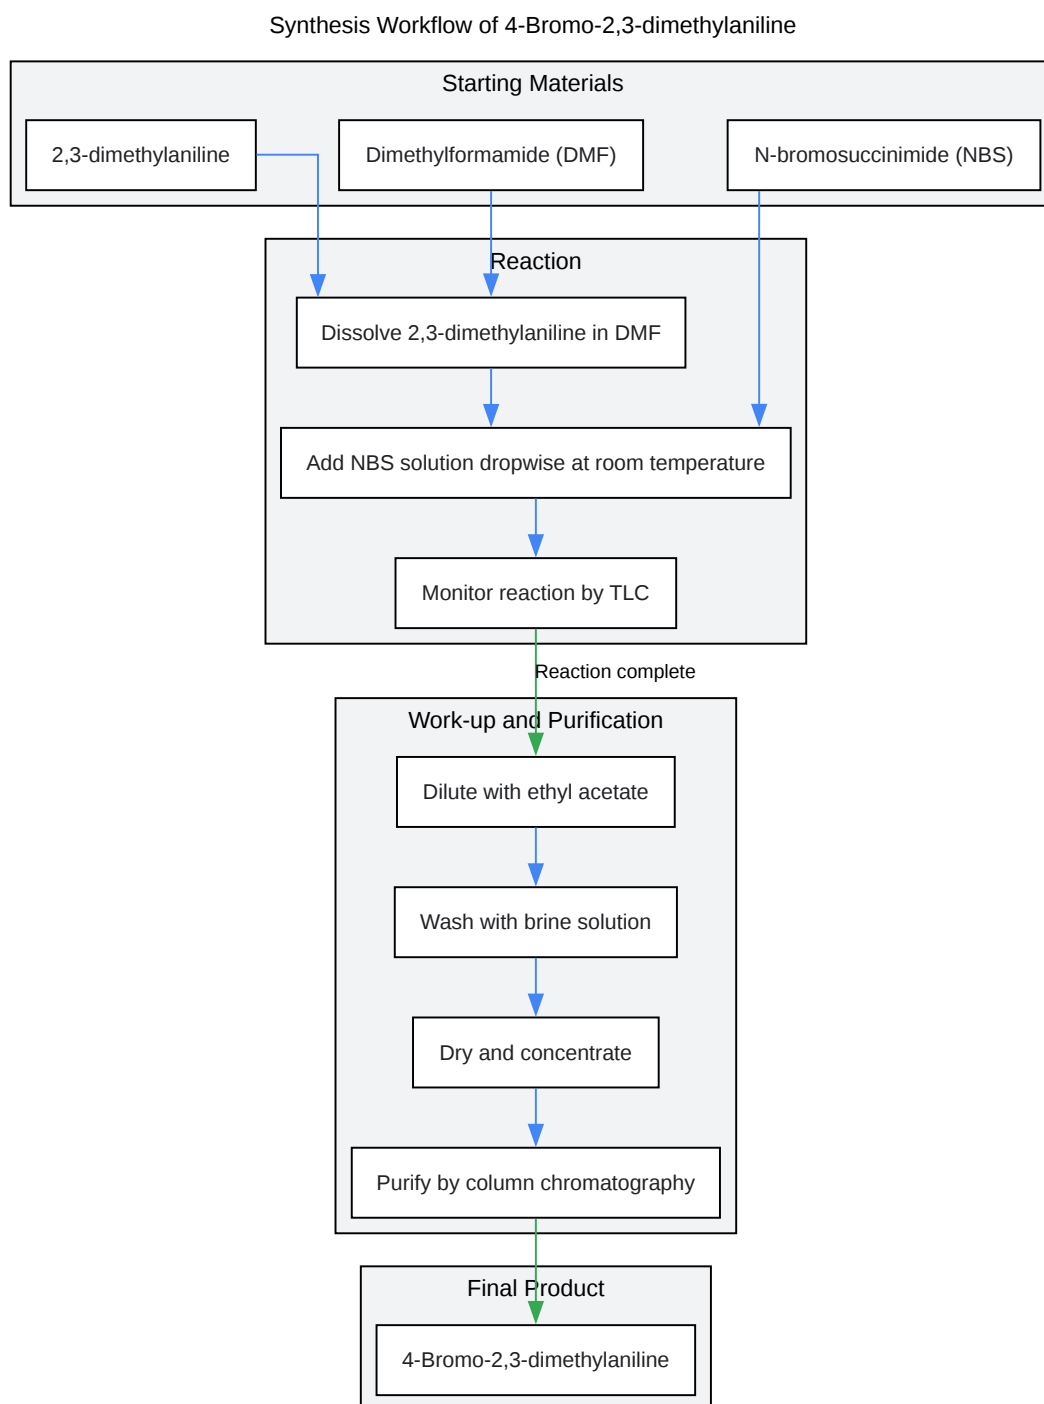 Synthesis Workflow of 4-Bromo-2,3-dimethylaniline
Starting Materials
2,3-dimethylaniline
Dimethylformamide (DMF)
N-bromosuccinimide (NBS)
Reaction
Dissolve 2,3-dimethylaniline in DMF
Add NBS solution dropwise at room temperature
Monitor reaction by TLC
Reaction complete
Work-up and Purification
Dilute with ethyl acetate
Wash with brine solution
Dry and concentrate
Purify by column chromatography
Final Product
4-Bromo-2,3-dimethylaniline